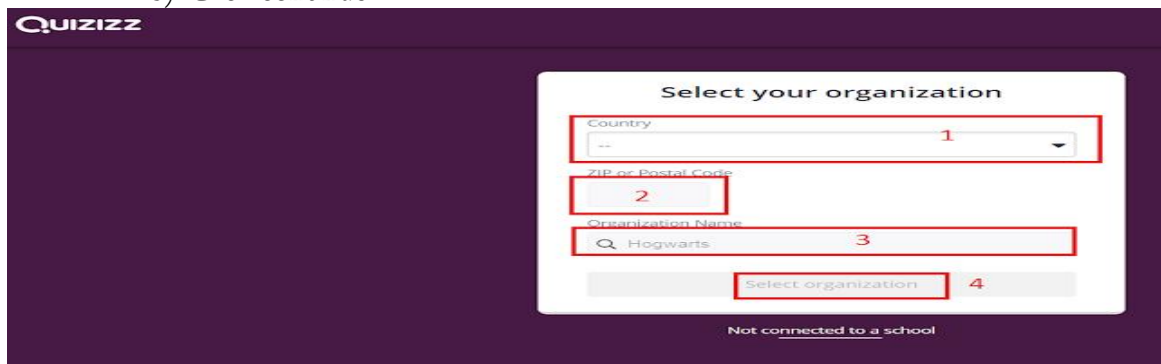 Quizizz
Select your organization
Country
1
--
ZIP or Postal Code
2
Organization Name
Hogwarts 3
Select organization 4
Not connected to a school